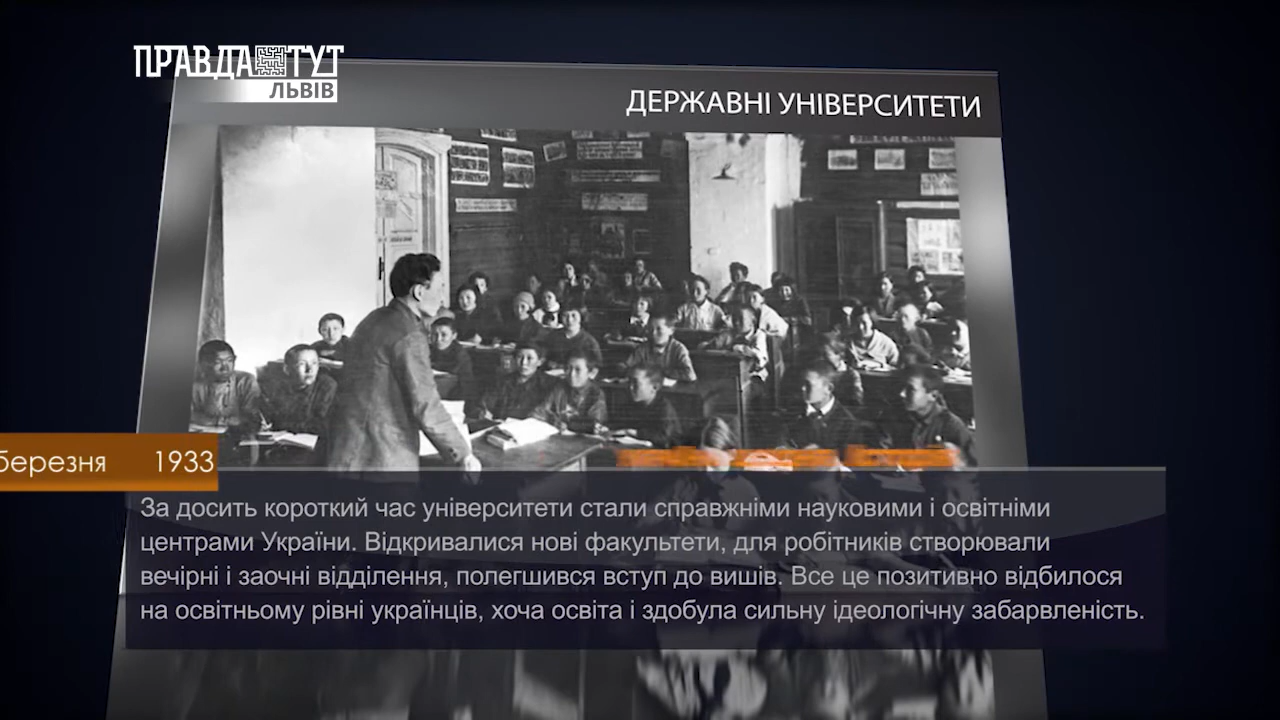 ПРАВДА ТУТ
ЛЬВІВ
ДЕРЖАВНІ УНІВЕРСИТЕТИ
березня 1933
За досить короткий час університети стали справжніми науковими і освітніми
центрами України. Відкривалися нові факультети, для робітників створювали
вечірні і заочні відділення, полегшився вступ до вишів. Все це позитивно відбилося
на освітньому рівні українців, хоча освіта і здобула сильну ідеологічну забарвленість.